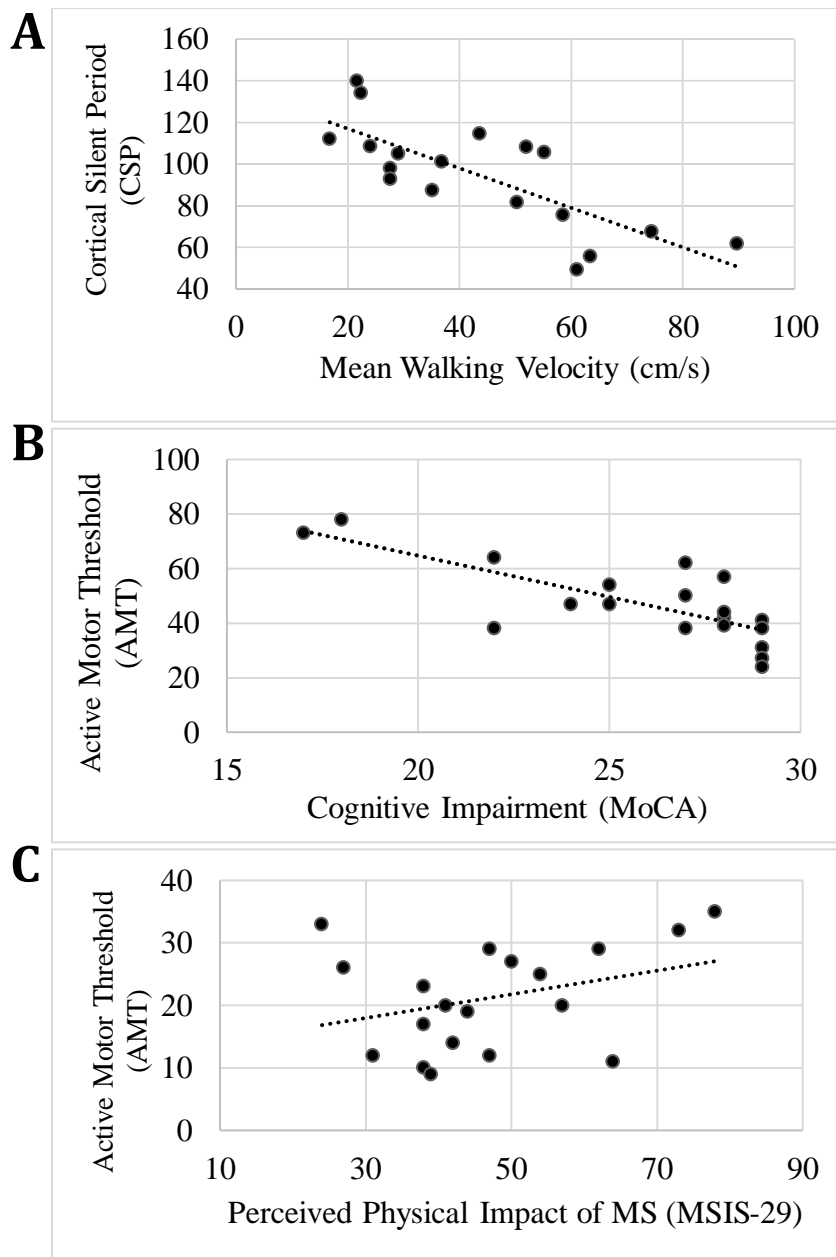 A
Cortical Silent Period
(CSP)
160
140
120
100
80
60
40
0 20 40 60 80 100
Mean Walking Velocity (cm/s)
B
Active Motor Threshold
(AMT)
100
80
60
40
20
0
15 20 25 30
Cognitive Impairment (MoCA)
C
Active Motor Threshold
(AMT)
40
30
20
10
0
10 30 50 70 90
Perceived Physical Impact of MS (MSIS-29)